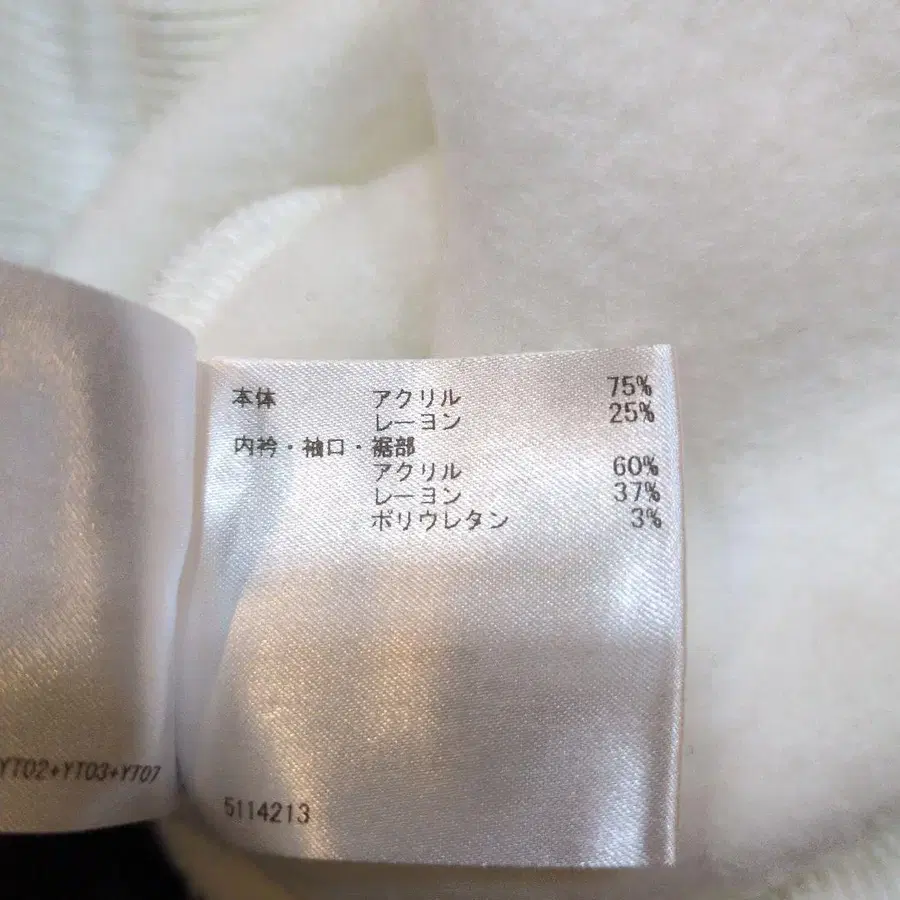 本体 アクリル 75%
レーヨン 25%
内衿・袖口・裾部
アクリル 60%
レーヨン 37%
ポリウレタン 3%
YT02+YT03+YT07
5114213